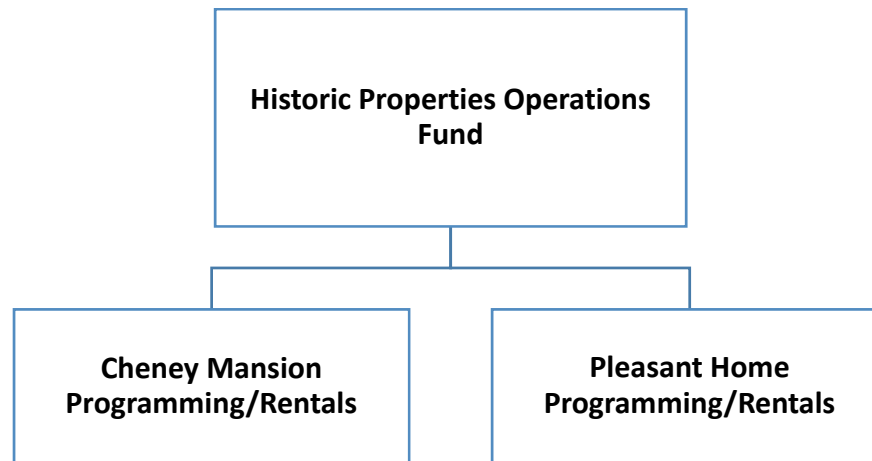 Historic Properties Operations
Fund
Cheney Mansion
Programming/Rentals
Pleasant Home
Programming/Rentals